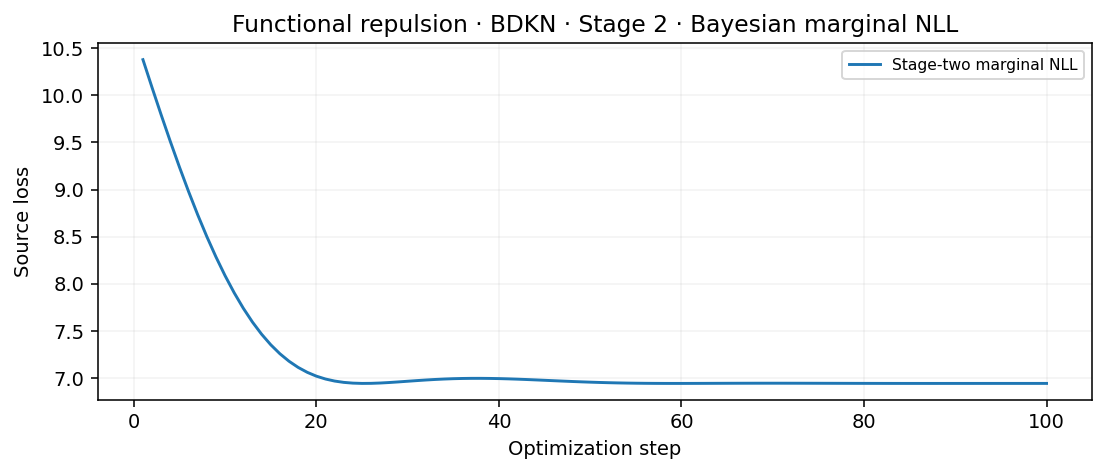 Functional repulsion · BDKN · Stage 2 · Bayesian marginal NLL
Stage-two marginal NLL
Source loss
10.5
10.0
9.5
9.0
8.5
8.0
7.5
7.0
0 20 40 60 80 100
Optimization step